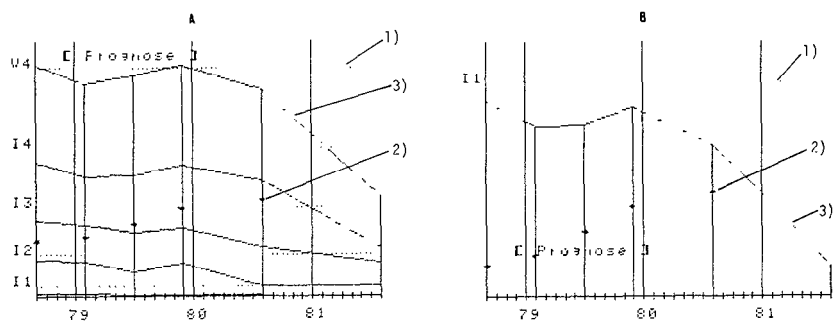 A
B
[ Prognose ]
1)
W4
3)
I4
2)
I3
I2
I1
79 80 81
1)
I1
2)
3)
[ Prognose ]
79 80 81